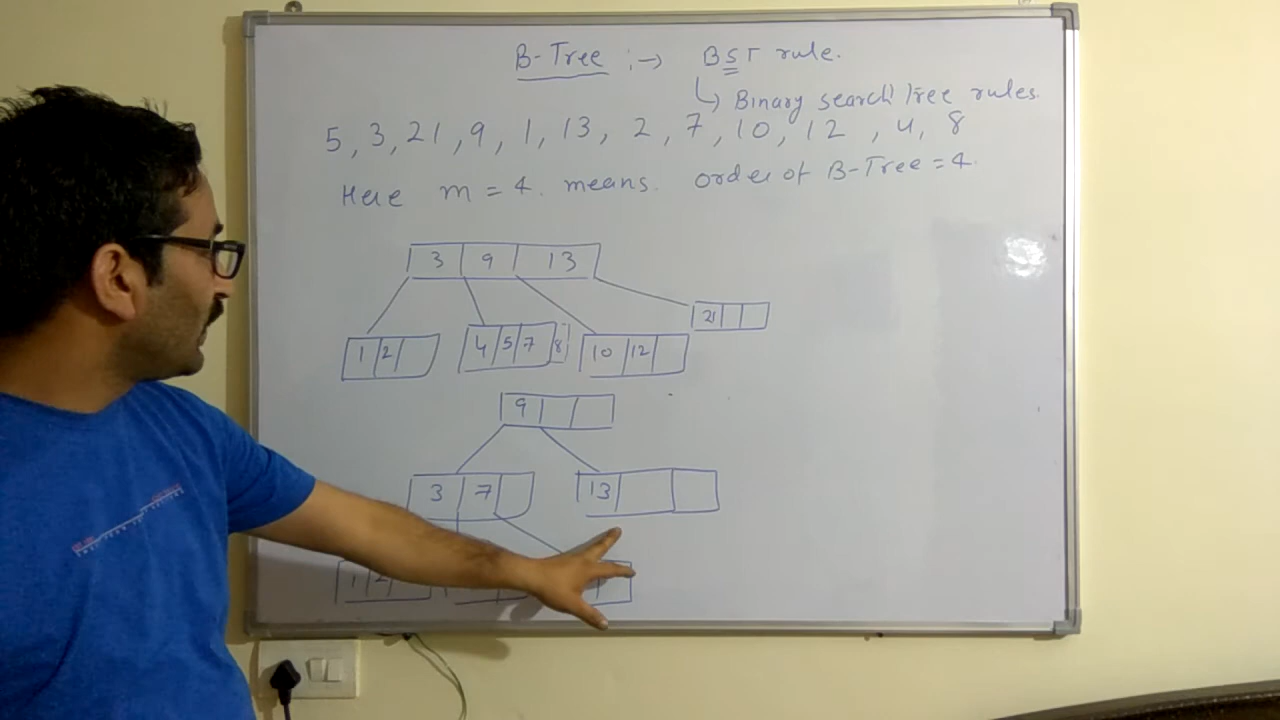 B-Tree :→ BST rule.
↳ Binary search Tree rules.
5, 3, 21, 9, 1, 13, 2, 7, 10, 12, 4, 8
Here m = 4. means. order of B-Tree = 4.
3 9 13
21
1 2
4 5 7 8
10 12
9
3 7
13
1 2